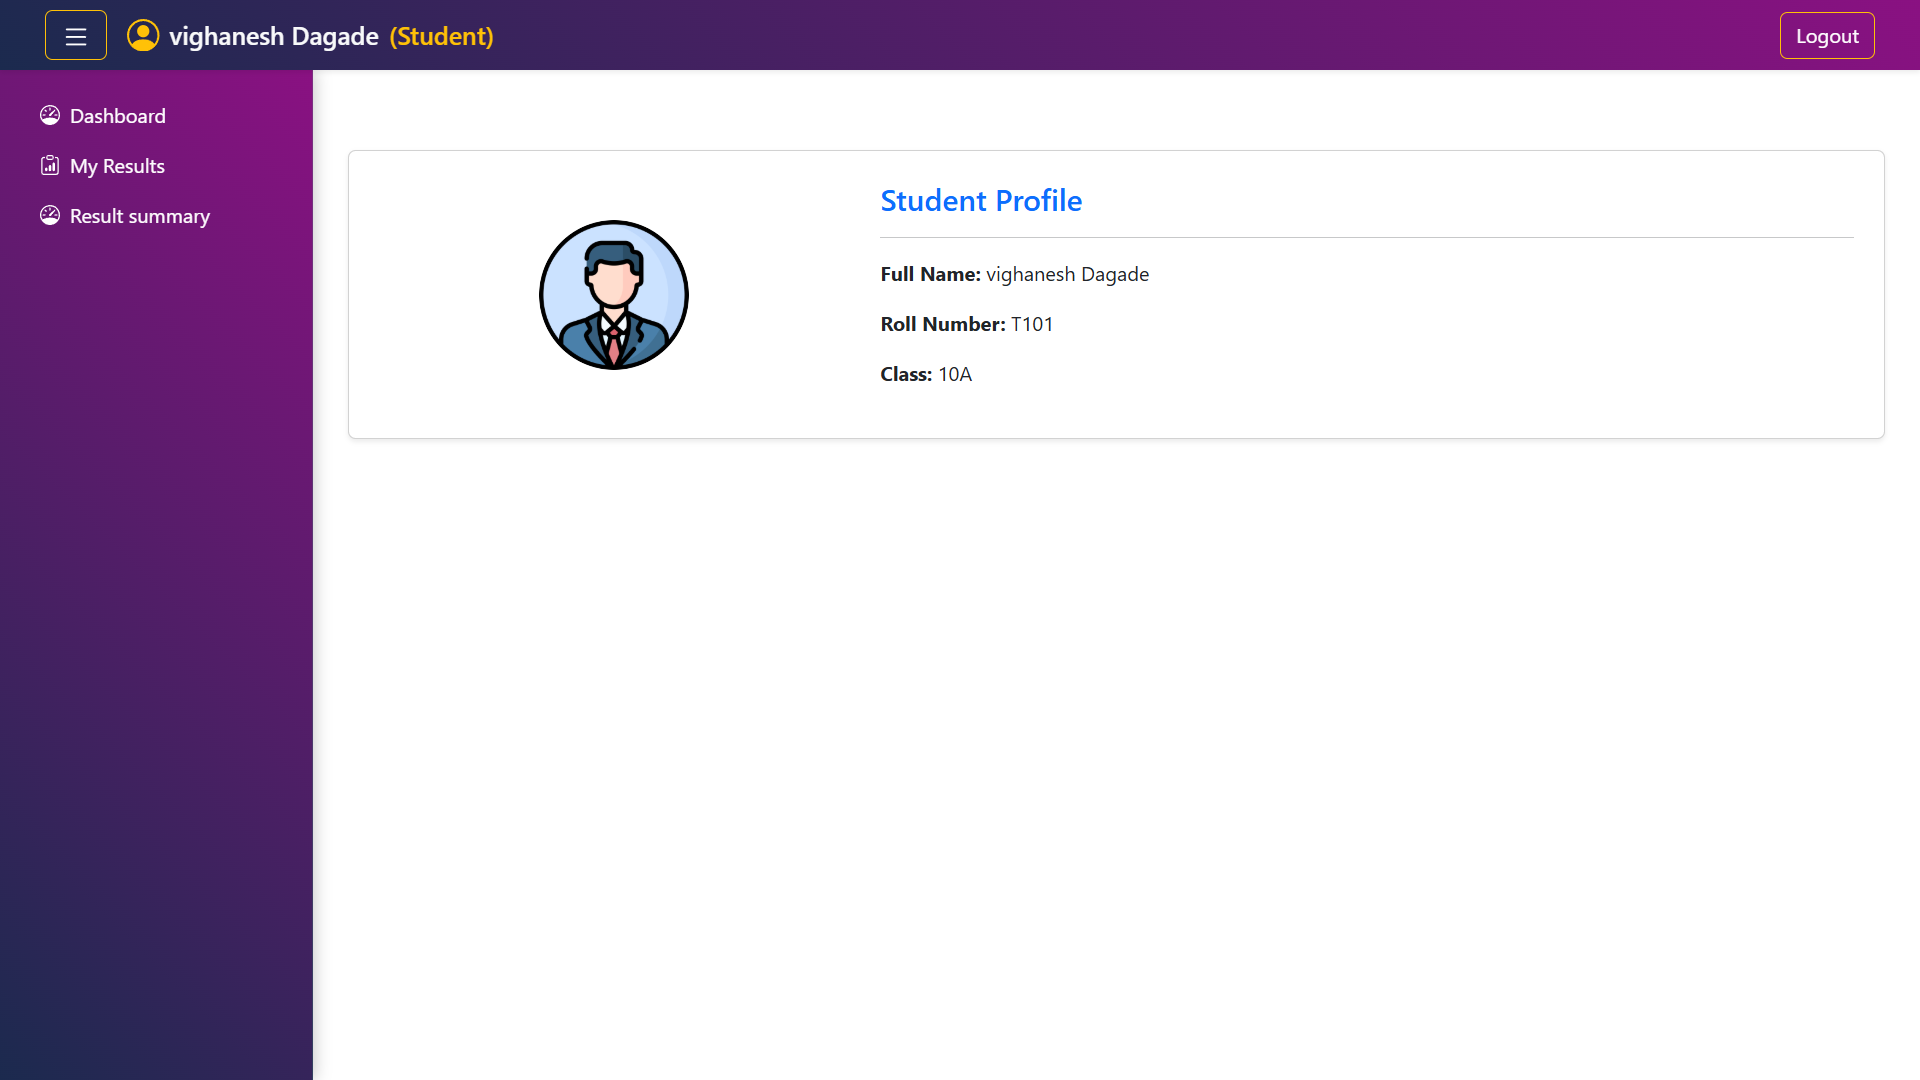 vighanesh Dagade (Student)
Logout
Dashboard
My Results
Result summary
Student Profile
Full Name: vighanesh Dagade
Roll Number: T101
Class: 10A